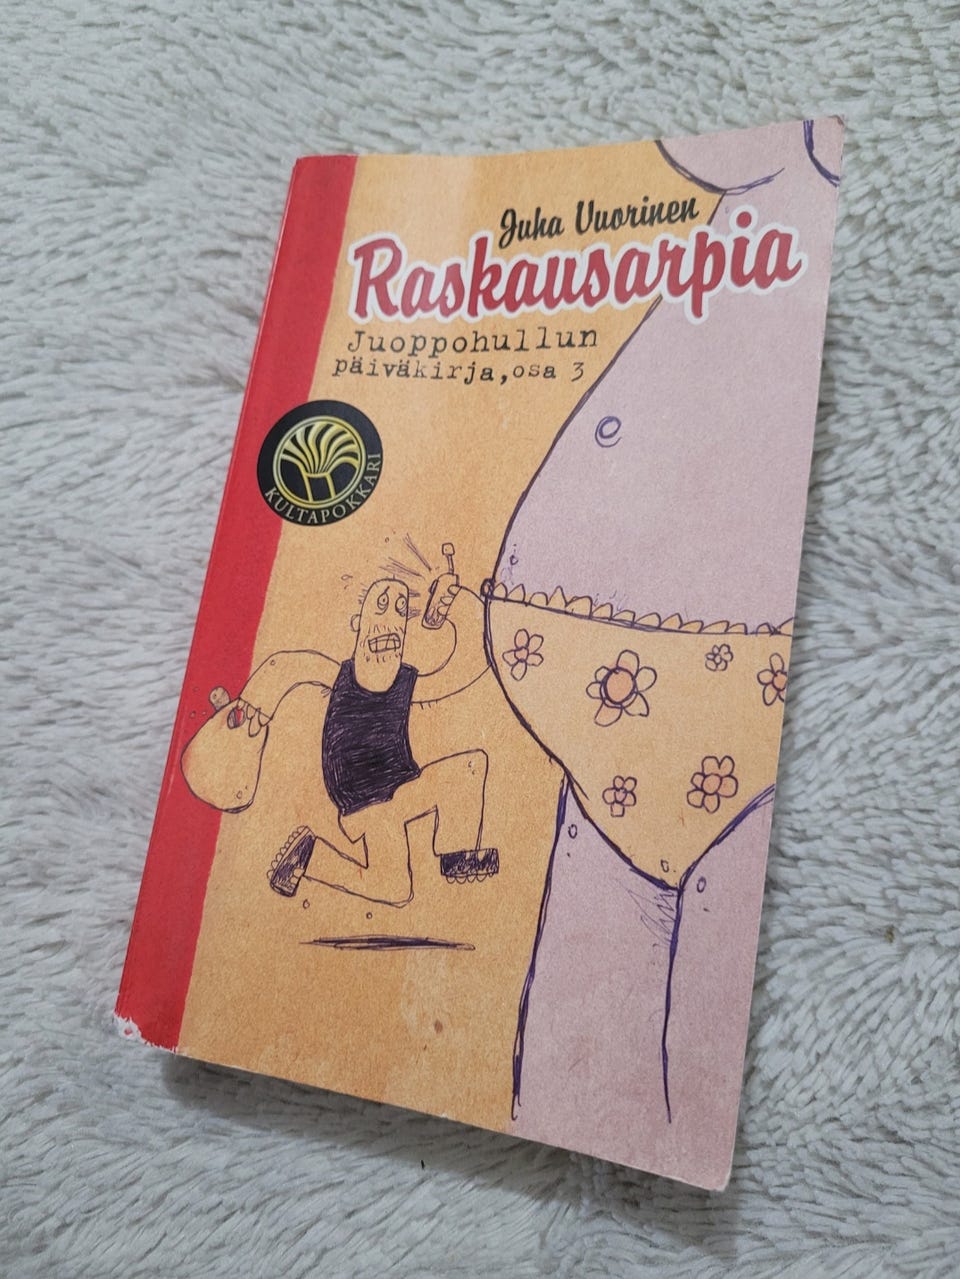 Juha Vuorinen
Raskausarpia
Juoppohullun
päiväkirja, osa 3
KULTAPOKKARI